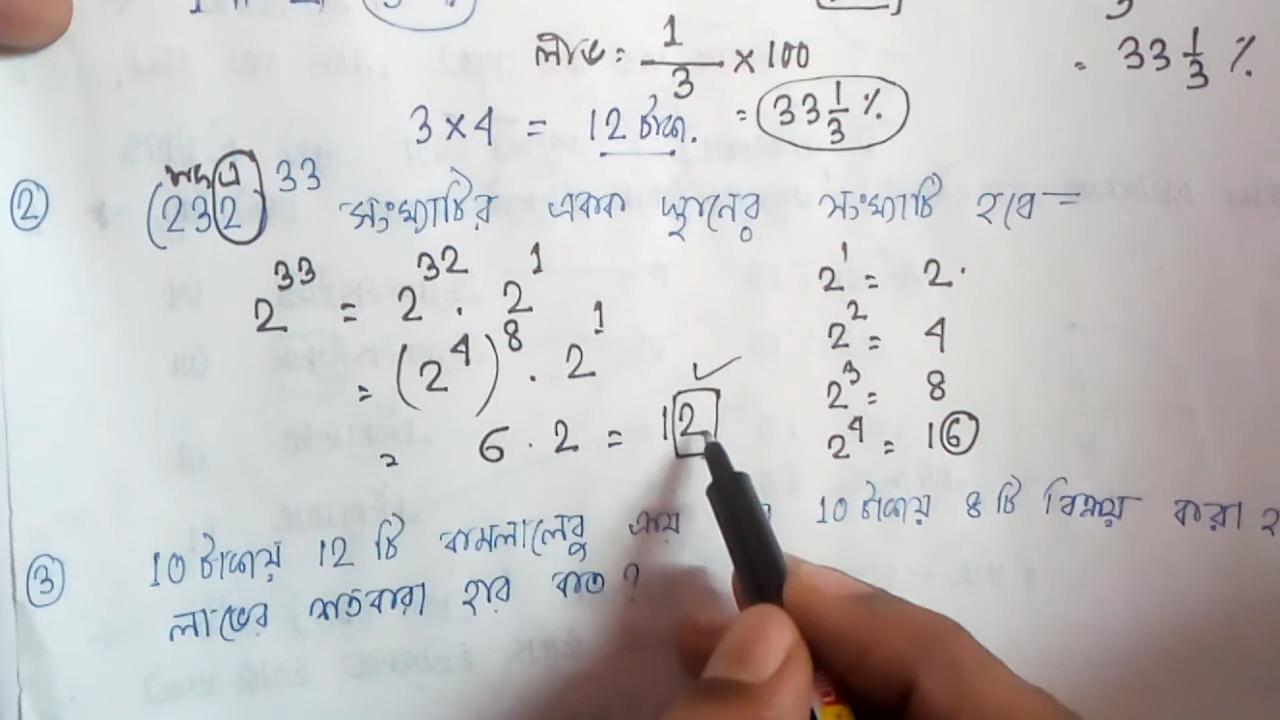 লাভ = 1/3 × 100
= 33 1/3 %
3 × 4 = 12 টাকা. = 33 1/3 %
② (232)^33 সংখ্যাটির একক স্থানের সংখ্যাটি হবে =
2^33 = 2^32 . 2^1
= (2^4)^8 . 2^1
= 6 . 2 = 12 ✓
2^1 = 2.
2^2 = 4
2^3 = 8
2^4 = 16
③ 10 টাকায় 12 টি কমলালেবু ক্রয় 10 টাকায় 8 টি বিক্রয় করা
লাভের শতকরা হার কত ?